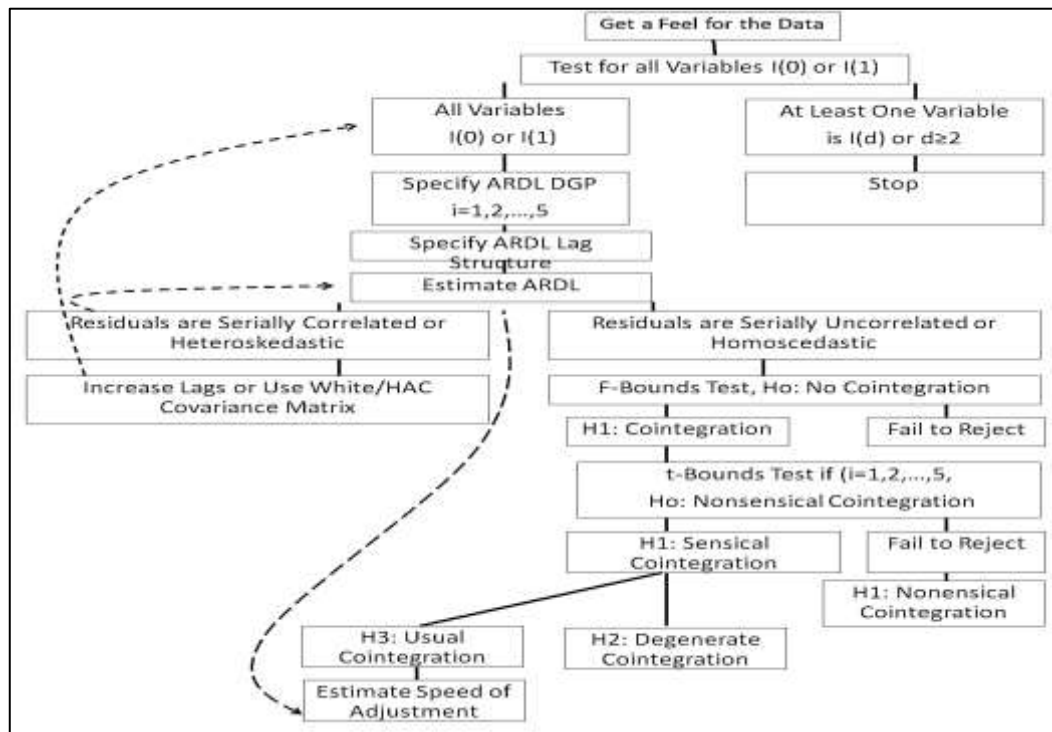 Get a Feel for the Data
Test for all Variables I(0) or I(1)
All Variables
I(0) or I(1)
At Least One Variable
is I(d) or d≥2
Specify ARDL DGP
i=1,2,...,5
Stop
Specify ARDL Lag
Structure
Estimate ARDL
Residuals are Serially Correlated or
Heteroskedastic
Residuals are Serially Uncorrelated or
Homoscedastic
Increase Lags or Use White/HAC
Covariance Matrix
F-Bounds Test, Ho: No Cointegration
H1: Cointegration
Fail to Reject
t-Bounds Test if (i=1,2,...,5,
Ho: Nonsensical Cointegration
H1: Sensical
Cointegration
Fail to Reject
H1: Nonensical
Cointegration
H3: Usual
Cointegration
H2: Degenerate
Cointegration
Estimate Speed of
Adjustment